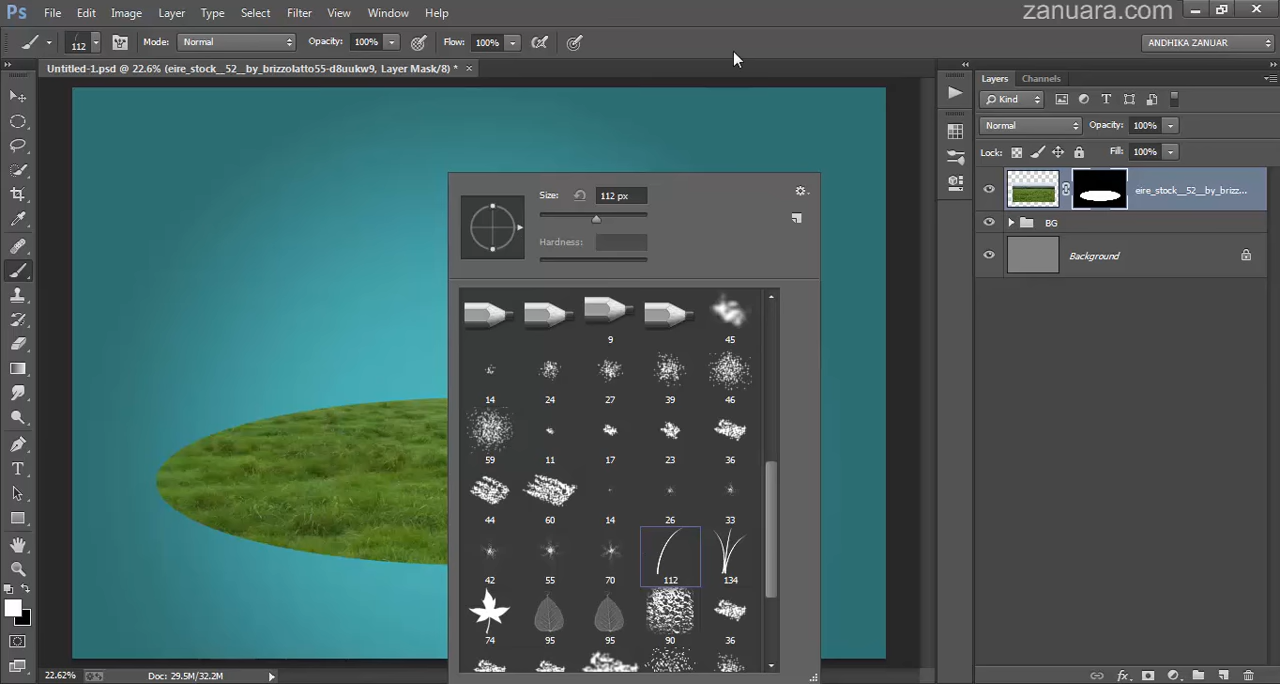 zanuara.com
Ps File Edit Image Layer Type Select Filter View Window Help
112 Mode: Normal Opacity: 100% Flow: 100% ANDHIKA ZANUAR
Untitled-1.psd @ 22.6% (eire_stock__52__by_brizzolatto55-d8uukw9, Layer Mask/8) * ×
Layers Channels
Kind
Normal Opacity: 100%
Lock: Fill: 100%
eire_stock__52__by_brizz...
BG
Background
Size: 112 px
Hardness:
9 45
14 24 27 39 46
59 11 17 23 36
44 60 14 26 33
42 55 70 112 134
74 95 95 90 36
22.62% Doc: 29.5M/32.2M
fx